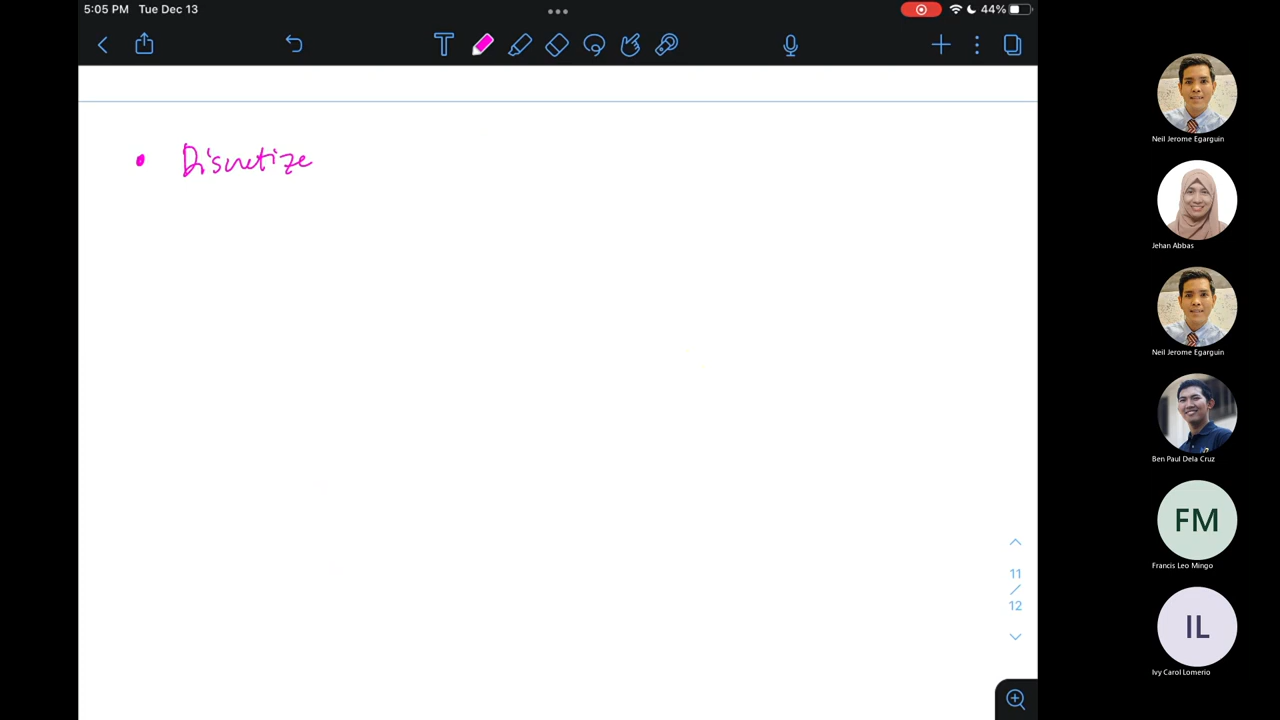 5:05 PM Tue Dec 13
44%
T
• Discretize
11
/
12
Neil Jerome Egarguin
Jehan Abbas
Neil Jerome Egarguin
Ben Paul Dela Cruz
FM
Francis Leo Mingo
IL
Ivy Carol Lomerio